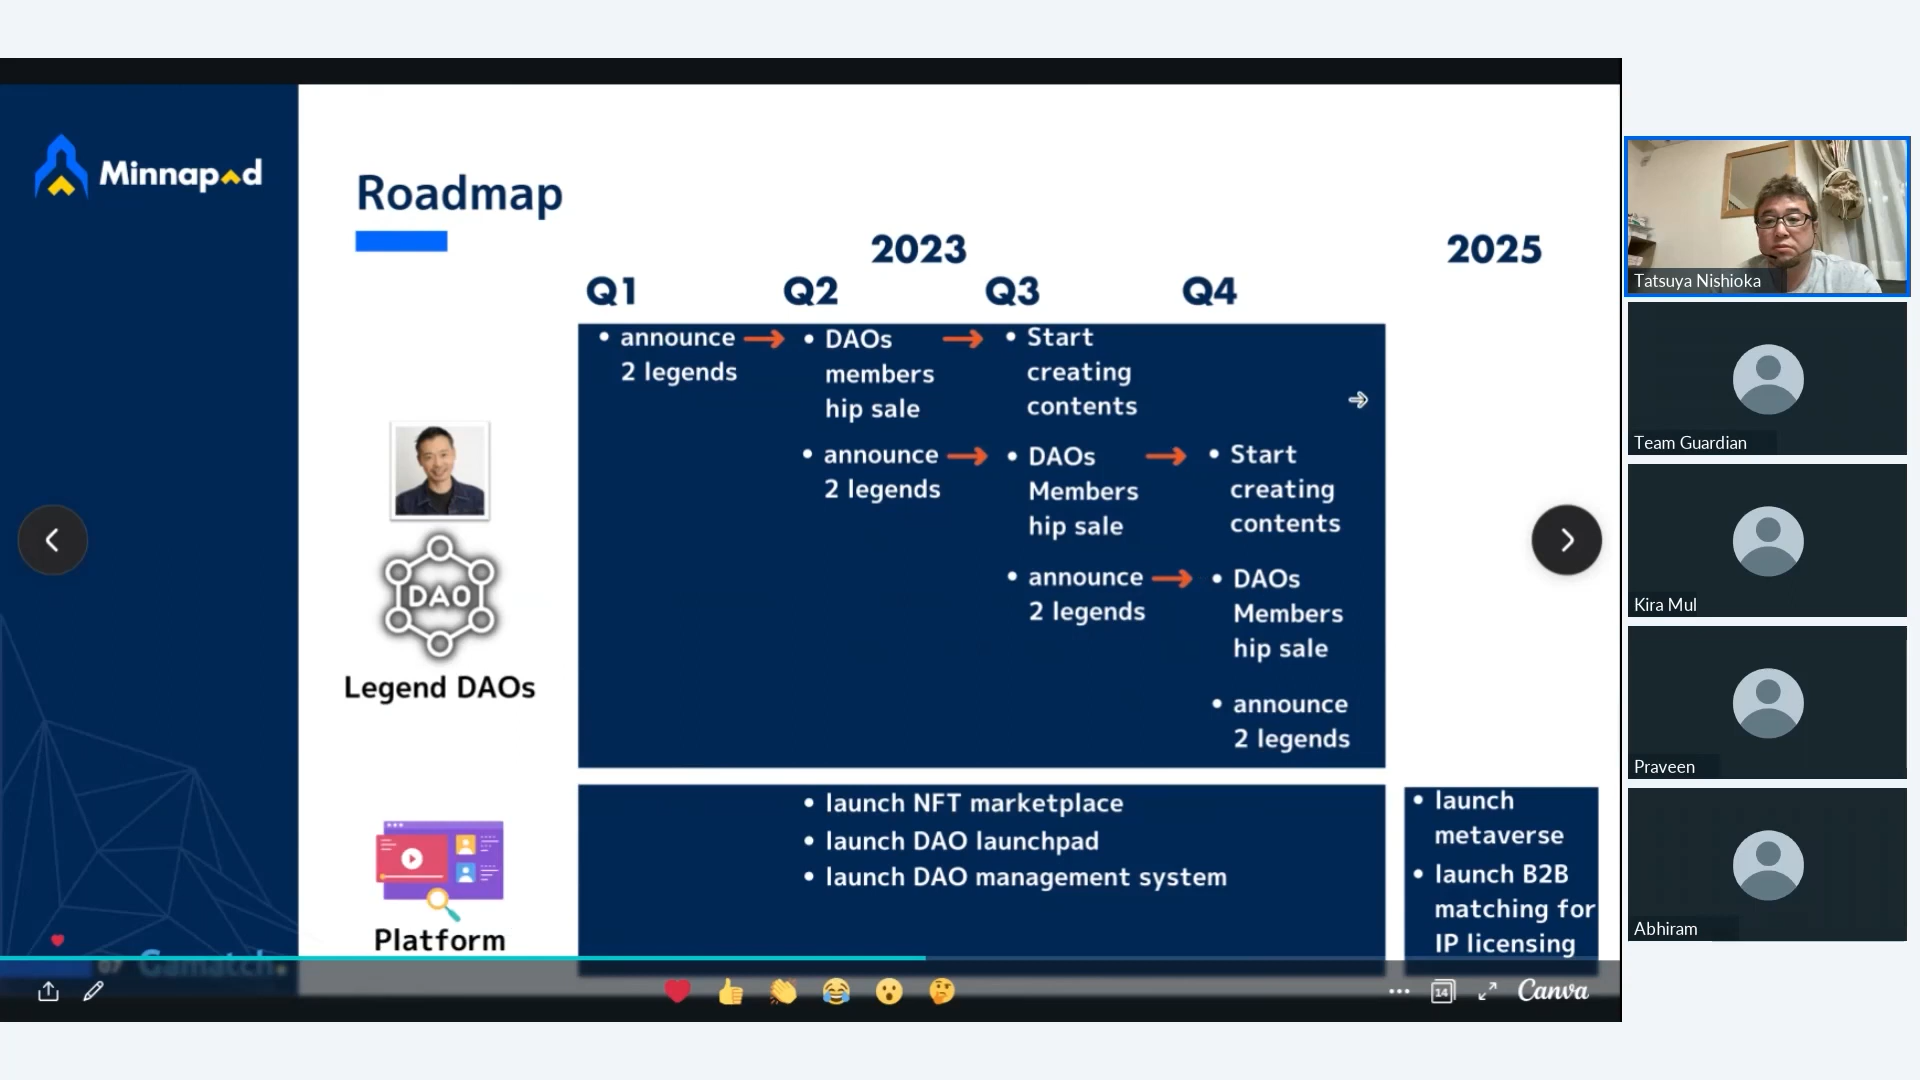 Minnapad
Roadmap
2023
2025
Q1
Q2
Q3
Q4
• announce
2 legends
• DAOs
members
hip sale
• Start
creating
contents
• announce
2 legends
• DAOs
Members
hip sale
• Start
creating
contents
• announce
2 legends
• DAOs
Members
hip sale
• announce
2 legends
DAO
Legend DAOs
• launch NFT marketplace
• launch DAO launchpad
• launch DAO management system
• launch
metaverse
• launch B2B
matching for
IP licensing
Platform
07
Gamatch.
14
Canva
Tatsuya Nishioka
Team Guardian
Kira Mul
Praveen
Abhiram